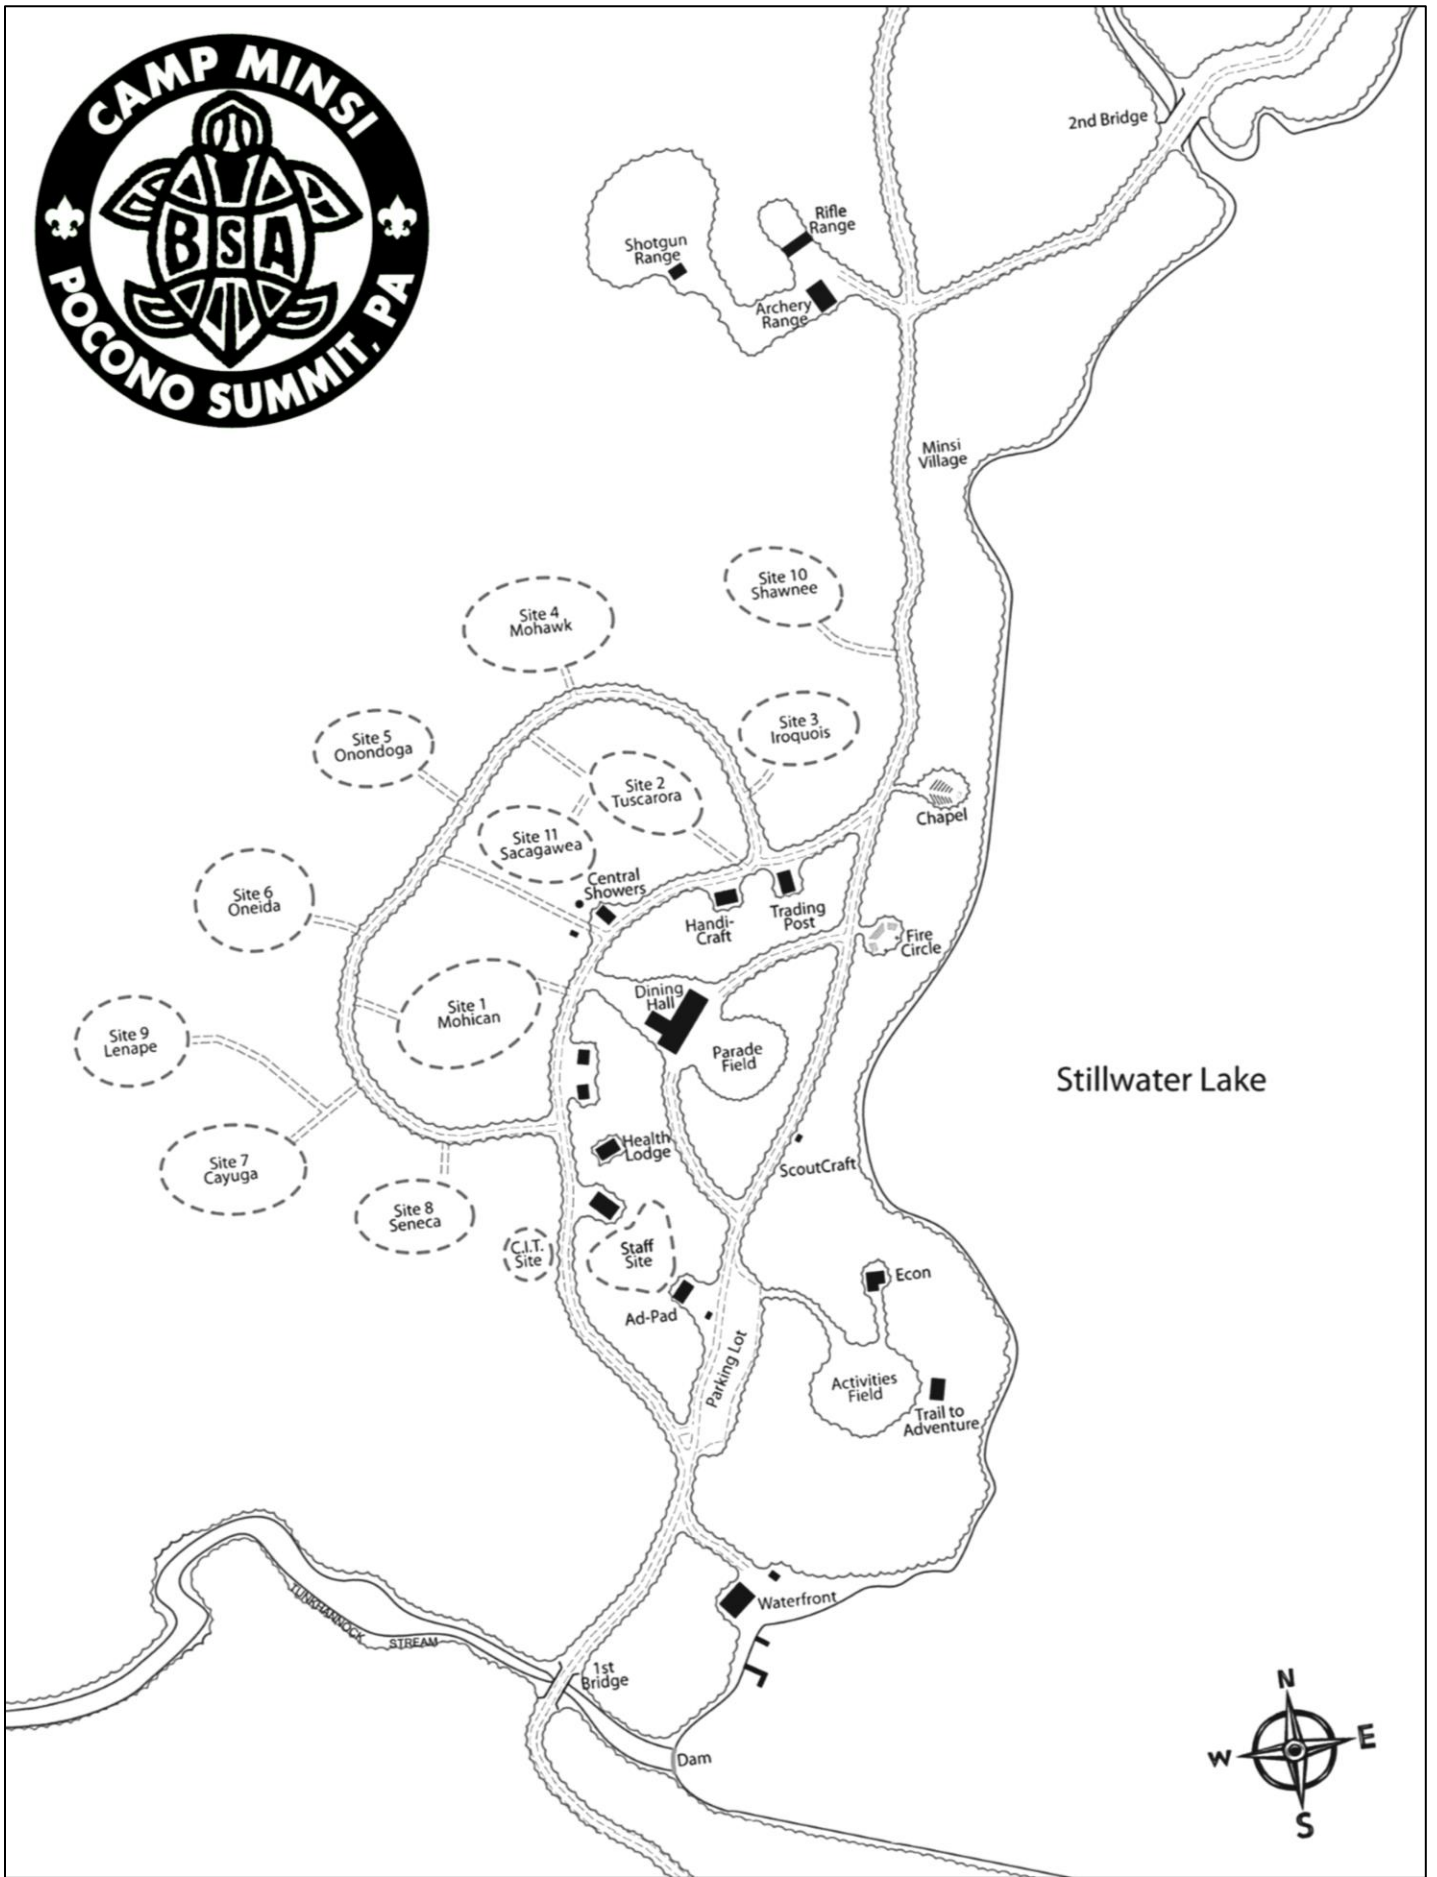 CAMP MINSI
BSA
POCONO SUMMIT, PA
2nd Bridge
Rifle
Range
Shotgun
Range
Archery
Range
Minsi
Village
Site 10
Shawnee
Site 4
Mohawk
Site 3
Iroquois
Site 5
Onondoga
Site 2
Tuscarora
Site 11
Sacagawea
Chapel
Central
Showers
Site 6
Oneida
Handi-
Craft
Trading
Post
Fire
Circle
Dining
Hall
Site 1
Mohican
Site 9
Lenape
Parade
Field
Stillwater Lake
Health
Lodge
ScoutCraft
Site 7
Cayuga
Site 8
Seneca
C.I.T.
Site
Staff
Site
Econ
Ad-Pad
Parking Lot
Activities
Field
Trail to
Adventure
Waterfront
TUNKHANNOCK
STREAM
1st
Bridge
Dam
N
W
E
S